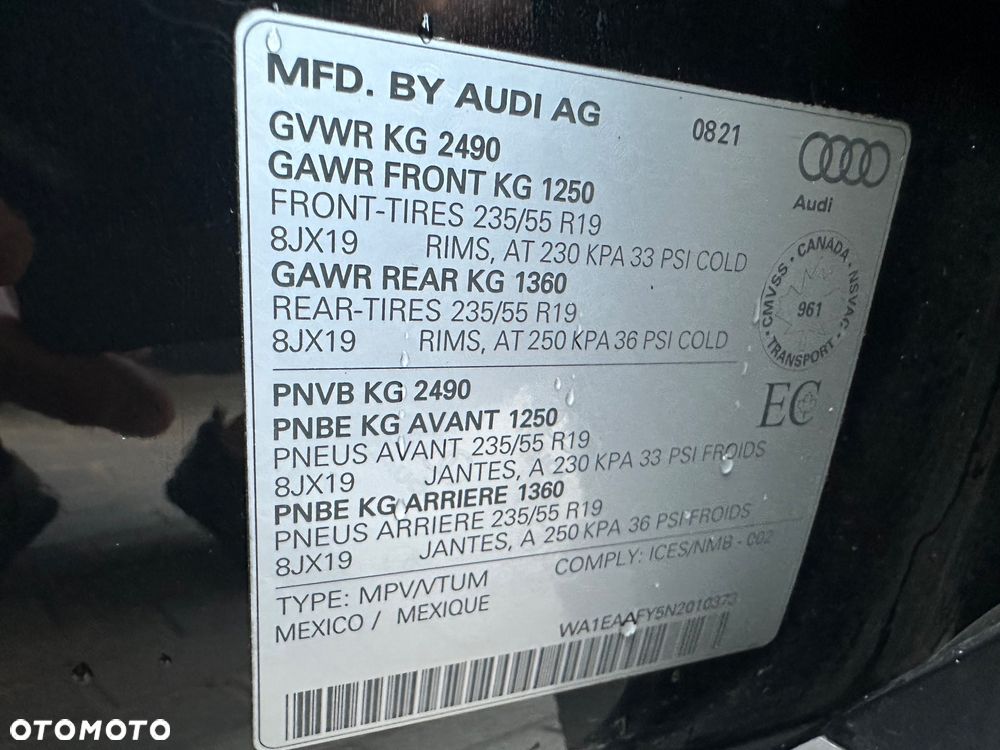 MFD. BY AUDI AG 0821
Audi
GVWR KG 2490
GAWR FRONT KG 1250
FRONT-TIRES 235/55 R19
8JX19 RIMS, AT 230 KPA 33 PSI COLD
GAWR REAR KG 1360
REAR-TIRES 235/55 R19
8JX19 RIMS, AT 250 KPA 36 PSI COLD
CMVSS · CANADA · NSVAC · TRANSPORT ·
961
PNVB KG 2490
PNBE KG AVANT 1250
PNEUS AVANT 235/55 R19
8JX19 JANTES, A 230 KPA 33 PSI FROIDS
PNBE KG ARRIERE 1360
PNEUS ARRIERE 235/55 R19
8JX19 JANTES, A 250 KPA 36 PSI FROIDS
EC
TYPE: MPV/VTUM COMPLY: ICES/NMB - 002
MEXICO / MEXIQUE
WA1EAAFY5N2010373
OTOMOTO